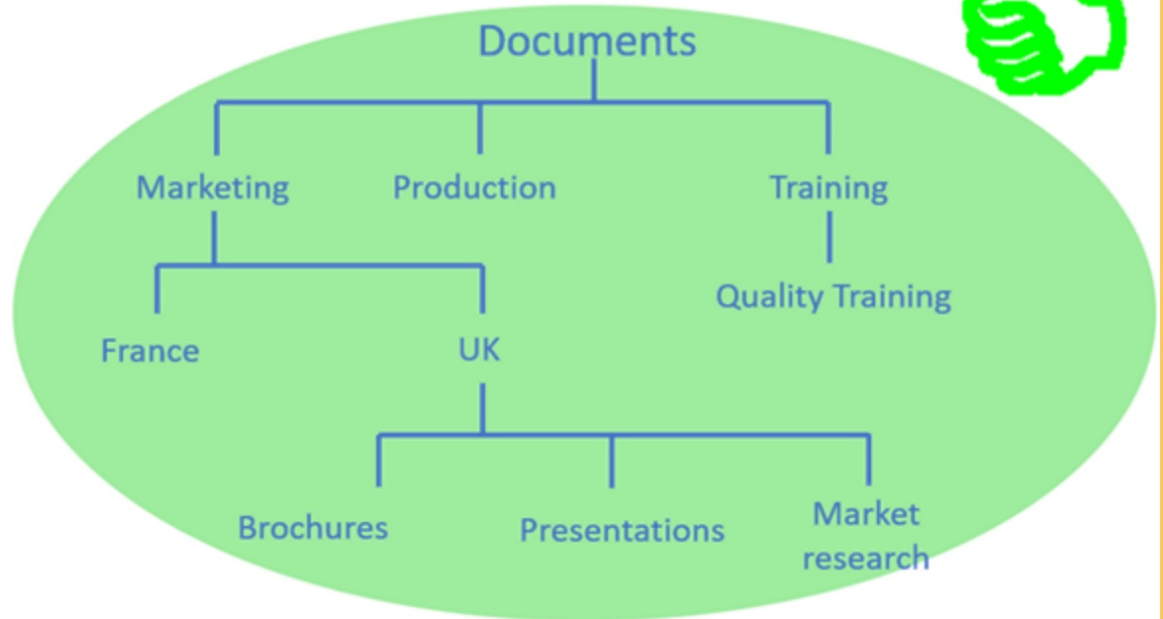 Documents
Marketing Production Training
Quality Training
France UK
Brochures Presentations Market
research